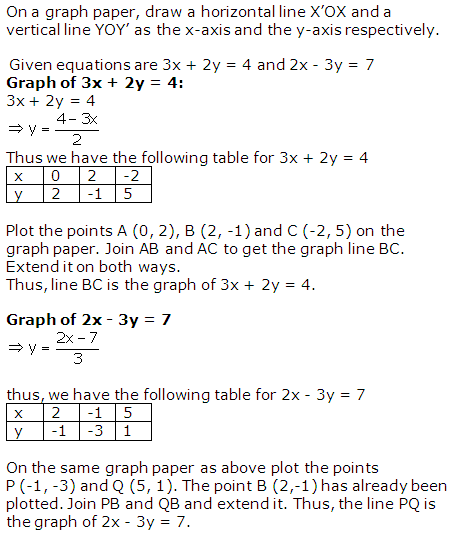 On a graph paper, draw a horizontal line X'OX and a
vertical line YOY' as the x-axis and the y-axis respectively.
Given equations are 3x + 2y = 4 and 2x - 3y = 7
Graph of 3x + 2y = 4:
3x + 2y = 4
⇒ y = (4 – 3x)/2
Thus we have the following table for 3x + 2y = 4
x 0 2 -2
y 2 -1 5
Plot the points A (0, 2), B (2, -1) and C (-2, 5) on the
graph paper. Join AB and AC to get the graph line BC.
Extend it on both ways.
Thus, line BC is the graph of 3x + 2y = 4.
Graph of 2x - 3y = 7
⇒ y = (2x – 7)/3
thus, we have the following table for 2x - 3y = 7
x 2 -1 5
y -1 -3 1
On the same graph paper as above plot the points
P (-1, -3) and Q (5, 1). The point B (2,-1) has already been
plotted. Join PB and QB and extend it. Thus, the line PQ is
the graph of 2x - 3y = 7.